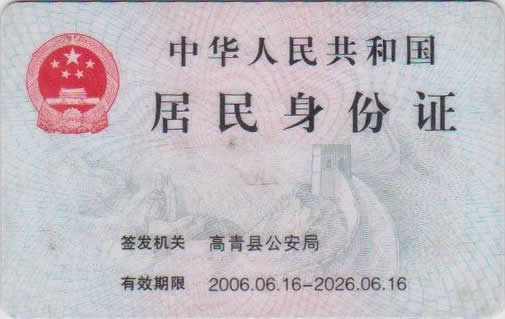 中华人民共和国
居民身份证
签发机关 高青县公安局
有效期限 2006.06.16-2026.06.16